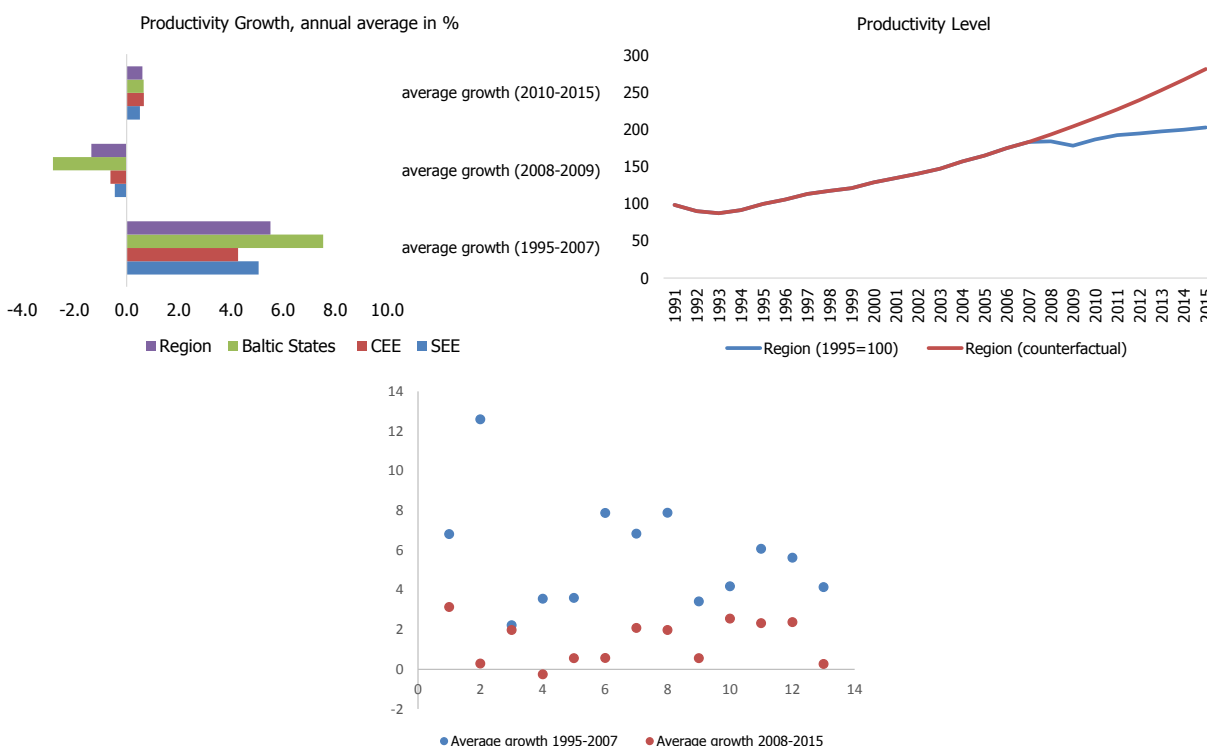 Productivity Growth, annual average in %
average growth (2010-2015)
average growth (2008-2009)
average growth (1995-2007)
-4.0 -2.0 0.0 2.0 4.0 6.0 8.0 10.0
Region Baltic States CEE SEE
Productivity Level
300
250
200
150
100
50
0
1991 1992 1993 1994 1995 1996 1997 1998 1999 2000 2001 2002 2003 2004 2005 2006 2007 2008 2009 2010 2011 2012 2013 2014 2015
Region (1995=100) Region (counterfactual)
14
12
10
8
6
4
2
0
-2
0 2 4 6 8 10 12 14
Average growth 1995-2007 Average growth 2008-2015